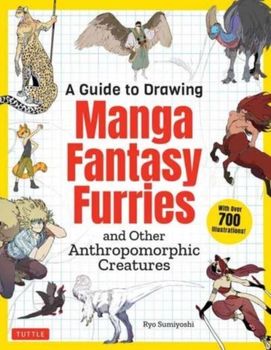 A Guide to Drawing
Manga
Fantasy
Furries
With Over
700
Illustrations!
and Other
Anthropomorphic
Creatures
Ryo Sumiyoshi
TUTTLE